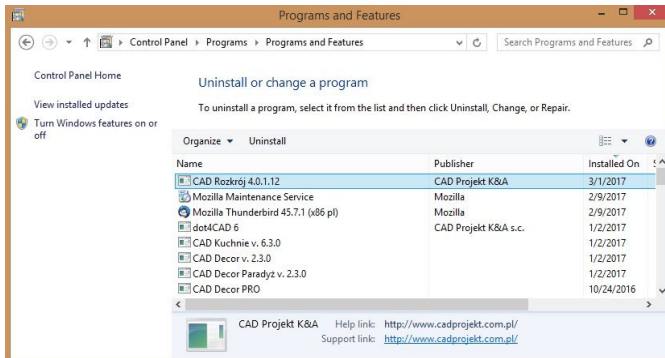 Programs and Features
Control Panel Programs Programs and Features Search Programs and Features
Control Panel Home
View installed updates
Turn Windows features on or
off
Uninstall or change a program
To uninstall a program, select it from the list and then click Uninstall, Change, or Repair.
Organize Uninstall
Name Publisher Installed On
CAD Rozkrój 4.0.1.12 CAD Projekt K&A 3/1/2017
Mozilla Maintenance Service Mozilla 2/9/2017
Mozilla Thunderbird 45.7.1 (x86 pl) Mozilla 2/9/2017
dot4CAD 6 CAD Projekt K&A s.c. 1/2/2017
CAD Kuchnie v. 6.3.0 1/2/2017
CAD Decor v. 2.3.0 1/2/2017
CAD Decor Paradyż v. 2.3.0 1/2/2017
CAD Decor PRO 10/24/2016
CAD Projekt K&A Help link: http://www.cadprojekt.com.pl/
Support link: http://www.cadprojekt.com.pl/